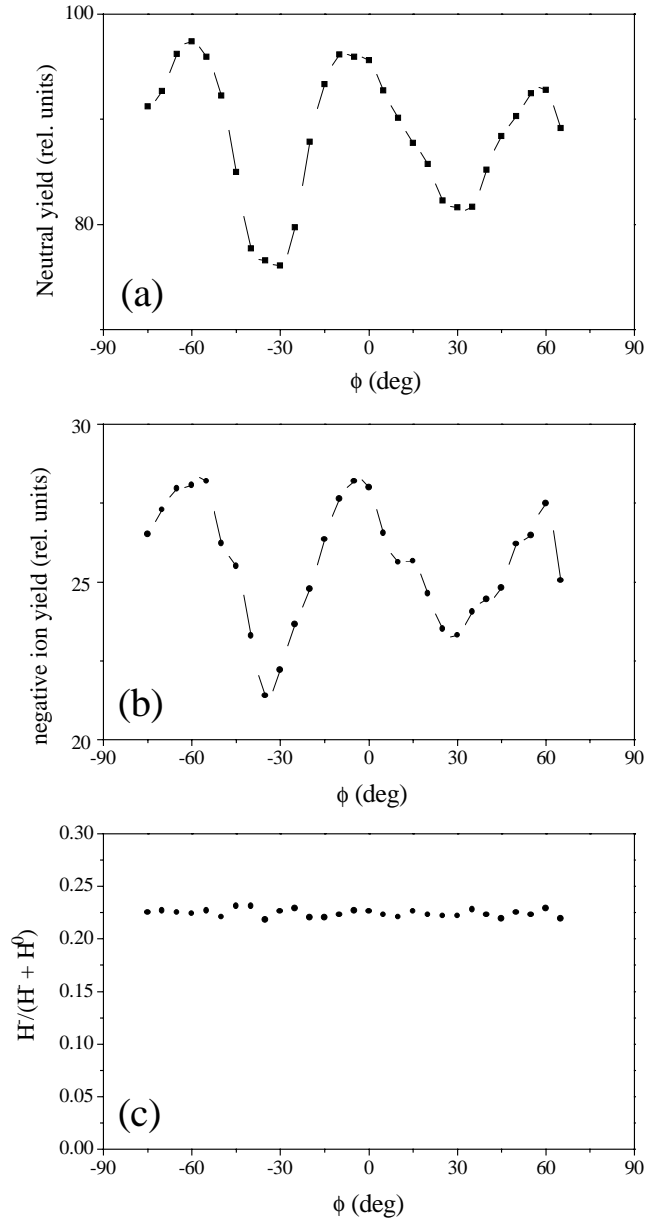 100
80
Neutral yield (rel. units)
(a)
-90 -60 -30 0 30 60 90
ϕ (deg)
30
25
20
negative ion yield (rel. units)
(b)
-90 -60 -30 0 30 60 90
ϕ (deg)
0.30
0.25
0.20
0.15
0.10
0.05
0.00
H⁻/(H⁻ + H⁰)
(c)
-90 -60 -30 0 30 60 90
ϕ (deg)